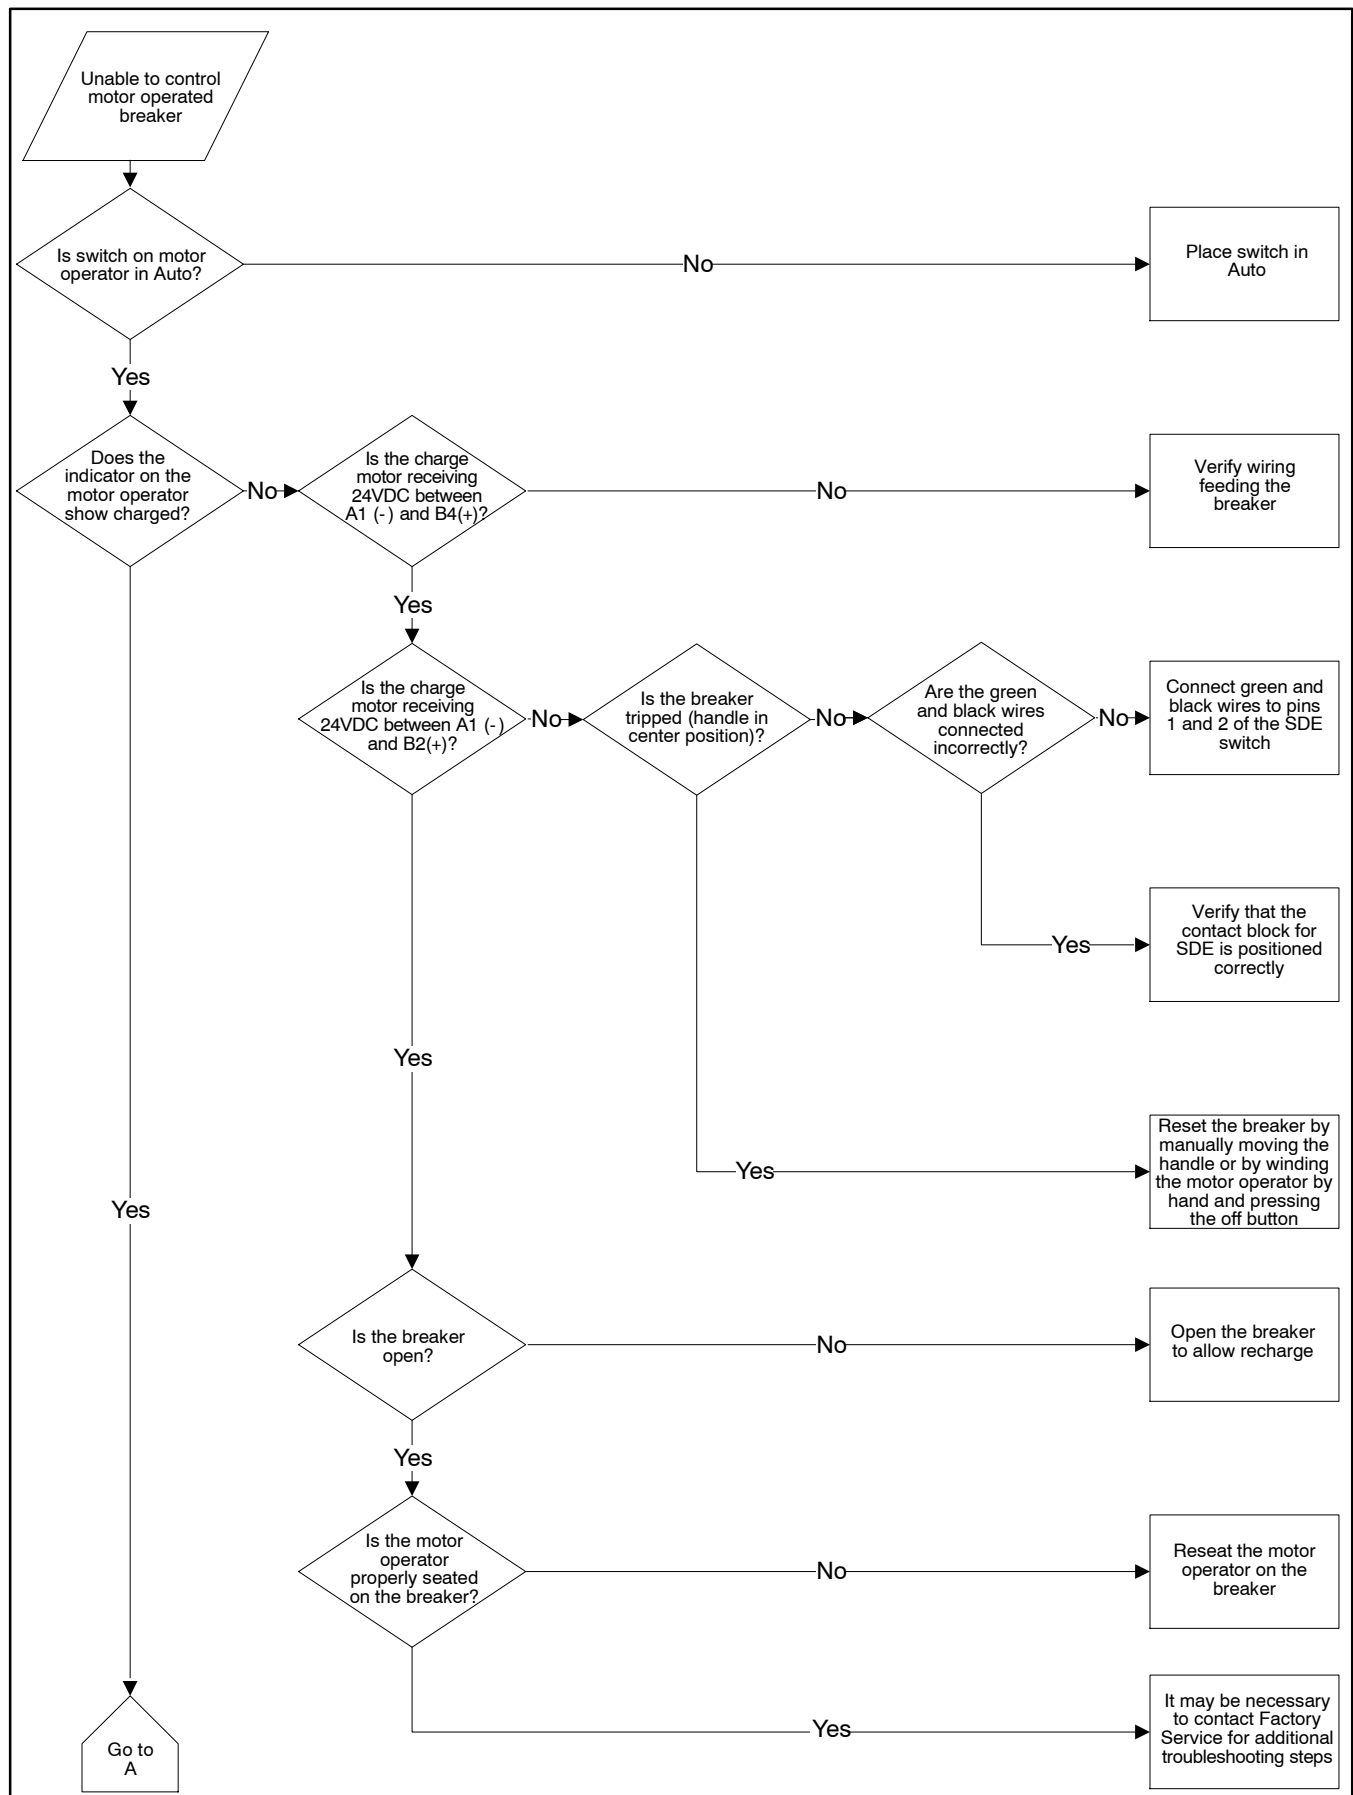 Unable to control
motor operated
breaker
Is switch on motor
operator in Auto?
No
Place switch in
Auto
Yes
Does the
indicator on the
motor operator
show charged?
No
Is the charge
motor receiving
24VDC between
A1 (-) and B4(+)?
No
Verify wiring
feeding the
breaker
Yes
Is the charge
motor receiving
24VDC between A1 (-)
and B2(+)?
No
Is the breaker
tripped (handle in
center position)?
No
Are the green
and black wires
connected
incorrectly?
No
Connect green and
black wires to pins
1 and 2 of the SDE
switch
Yes
Verify that the
contact block for
SDE is positioned
correctly
Yes
Yes
Reset the breaker by
manually moving the
handle or by winding
the motor operator by
hand and pressing
the off button
Yes
Is the breaker
open?
No
Open the breaker
to allow recharge
Yes
Is the motor
operator
properly seated
on the breaker?
No
Reseat the motor
operator on the
breaker
Yes
It may be necessary
to contact Factory
Service for additional
troubleshooting steps
Go to
A